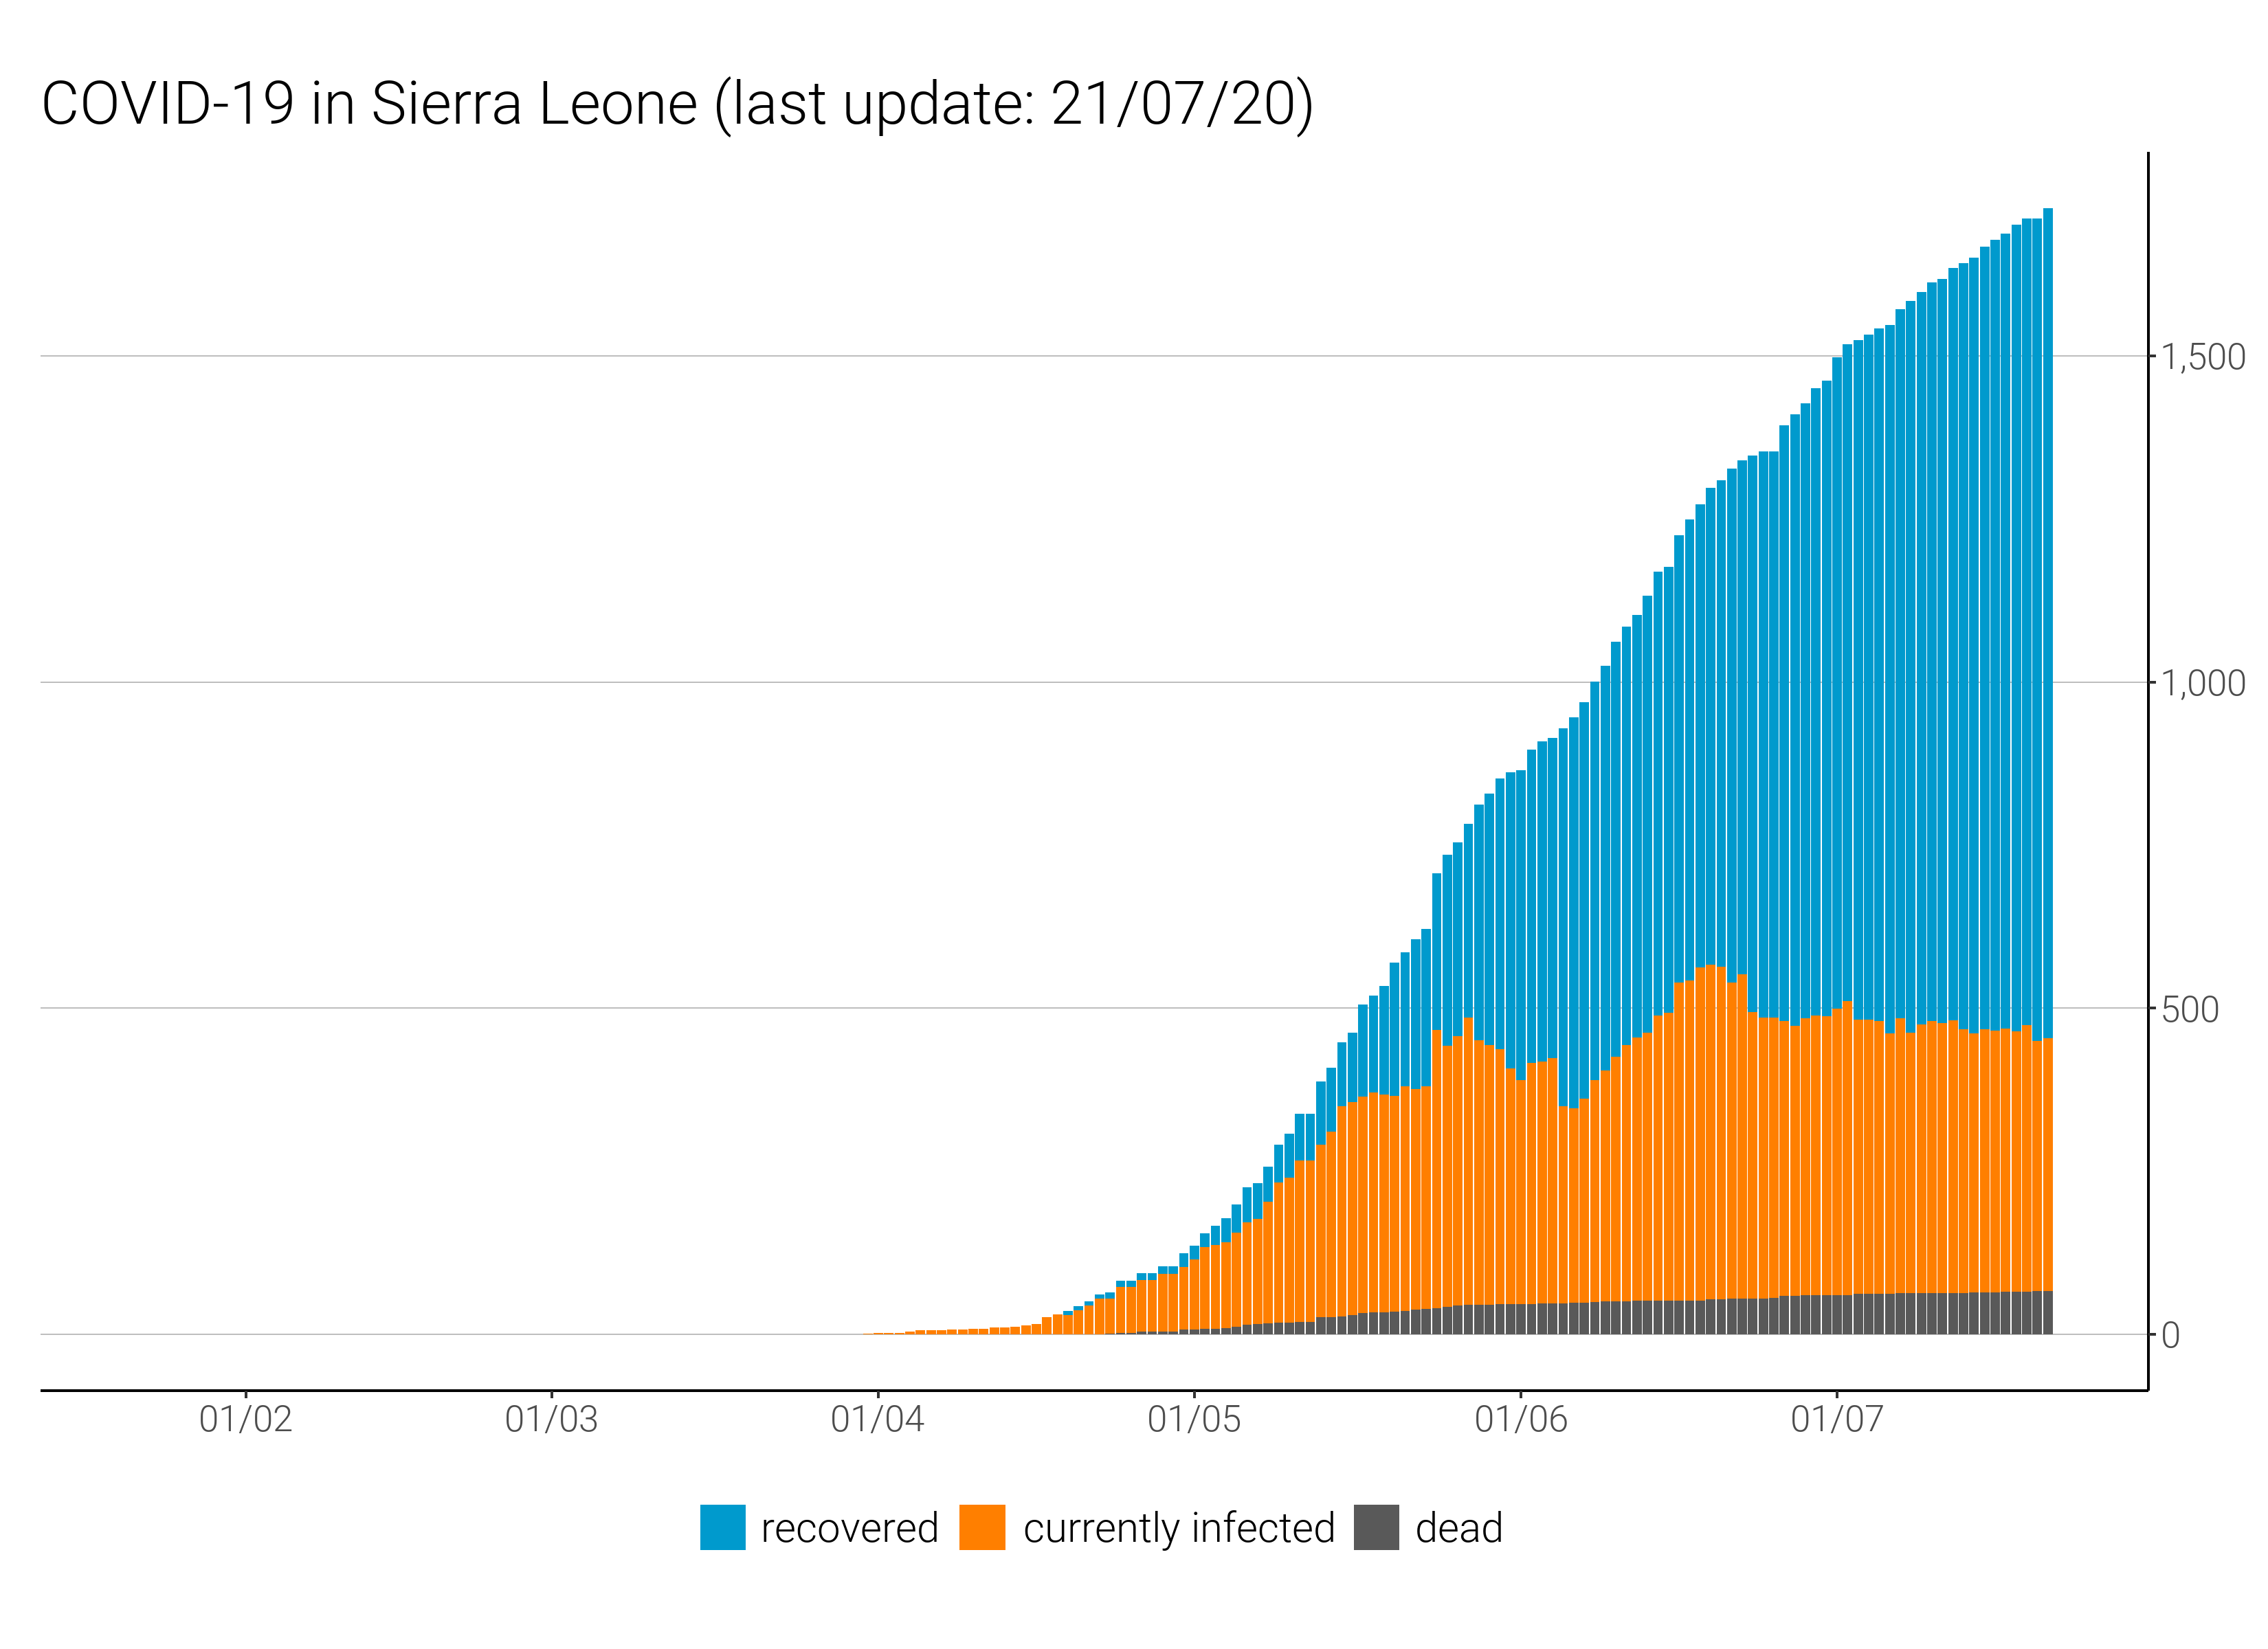 COVID-19 in Sierra Leone (last update: 21/07/20)
1,500
1,000
500
0
01/02 01/03 01/04 01/05 01/06 01/07
recovered currently infected dead